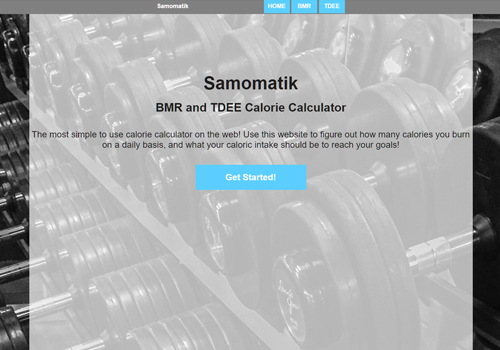 Samomatik HOME BMR TDEE
Samomatik
BMR and TDEE Calorie Calculator
The most simple to use calorie calculator on the web! Use this website to figure out how many calories you burn
on a daily basis, and what your caloric intake should be to reach your goals!
Get Started!